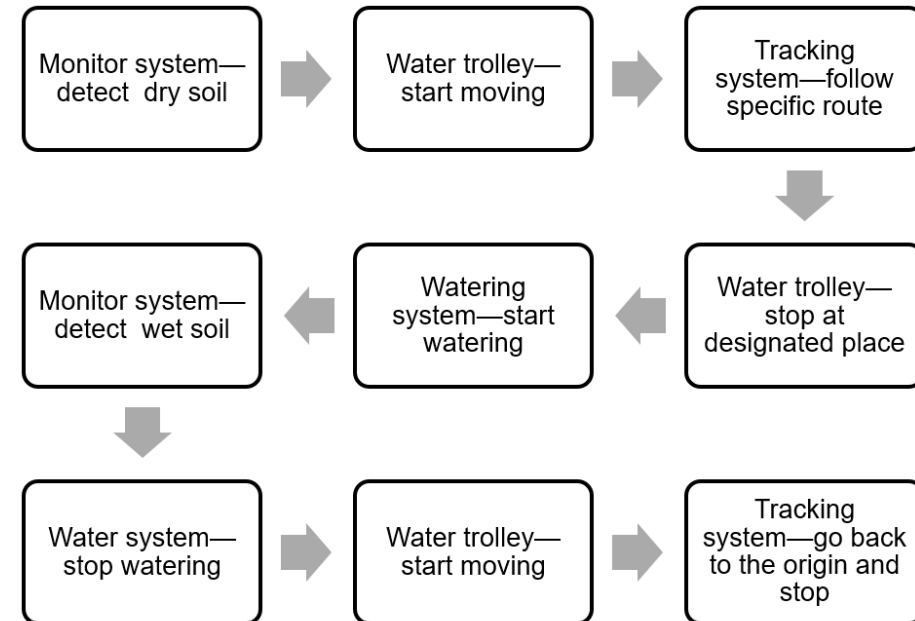 Monitor system—
detect dry soil
Water trolley—
start moving
Tracking
system—follow
specific route
Monitor system—
detect wet soil
Watering
system—start
watering
Water trolley—
stop at
designated place
Water system—
stop watering
Water trolley—
start moving
Tracking
system—go back
to the origin and
stop